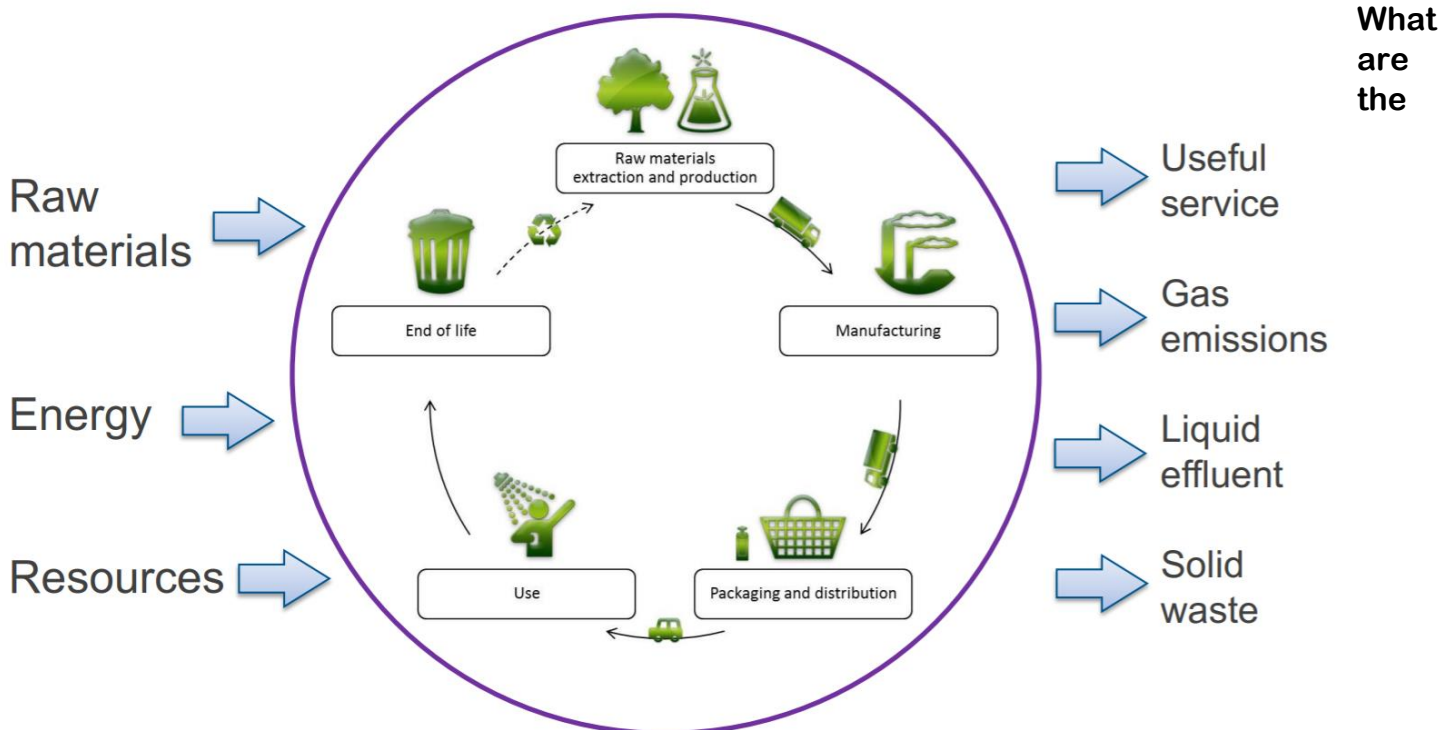 What
are
the
Raw
materials
Energy
Resources
Raw materials
extraction and production
Manufacturing
Packaging and distribution
Use
End of life
Useful
service
Gas
emissions
Liquid
effluent
Solid
waste